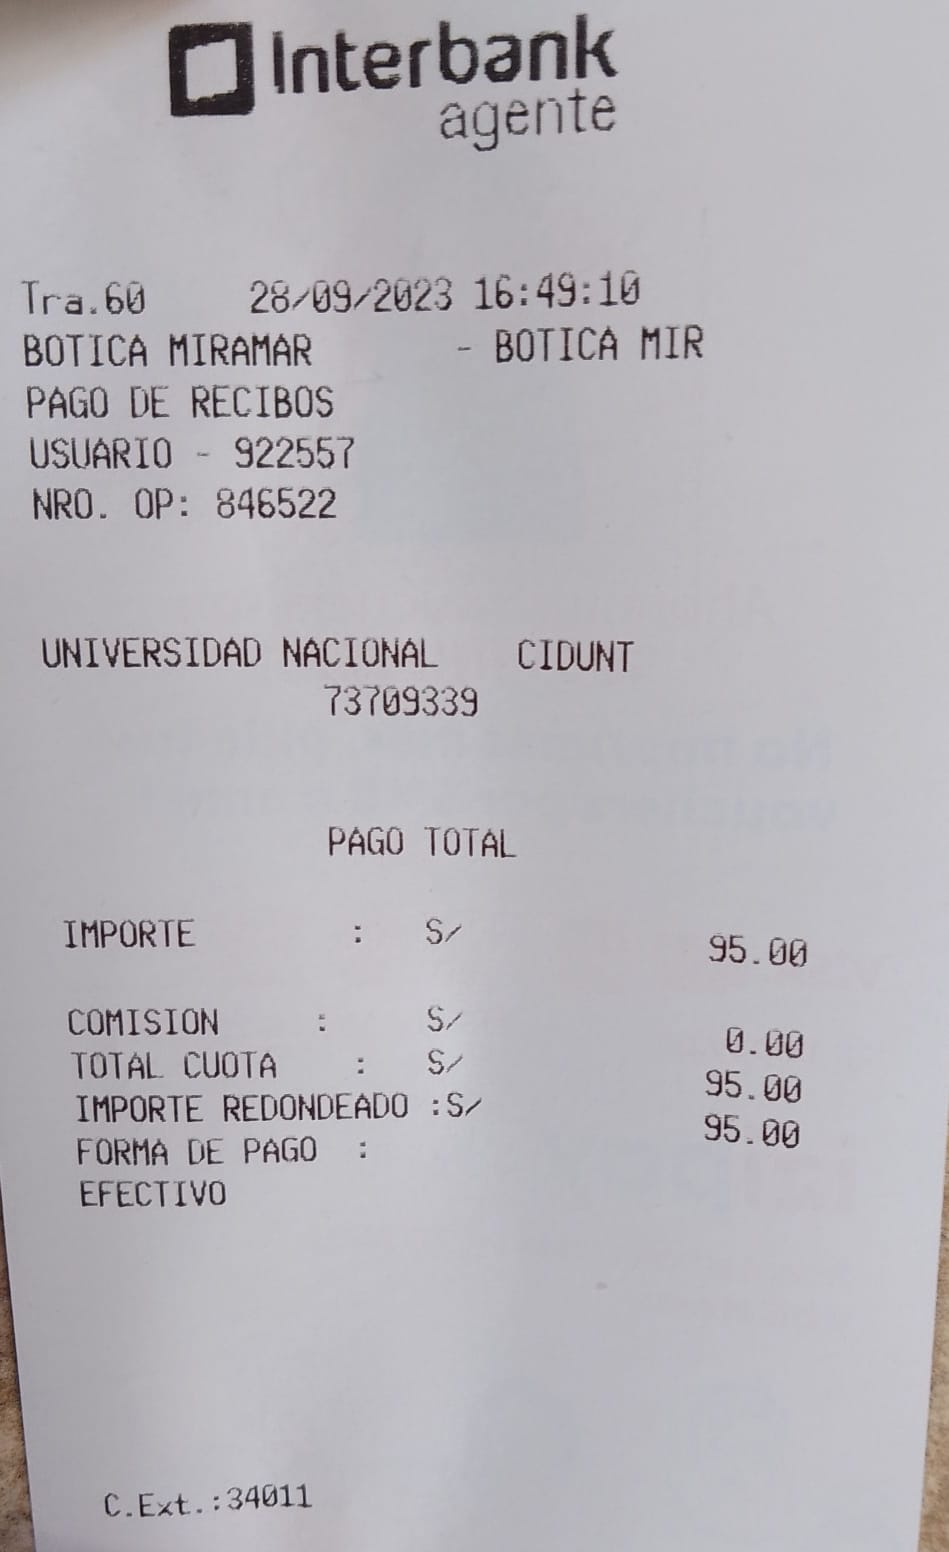 Interbank
agente
Tra.60 28/09/2023 16:49:10
BOTICA MIRAMAR - BOTICA MIR
PAGO DE RECIBOS
USUARIO - 922557
NRO. OP: 846522
UNIVERSIDAD NACIONAL CIDUNT
73709339
PAGO TOTAL
IMPORTE : S/ 95.00
COMISION : S/ 0.00
TOTAL CUOTA : S/ 95.00
IMPORTE REDONDEADO :S/ 95.00
FORMA DE PAGO :
EFECTIVO
C.Ext.:34011